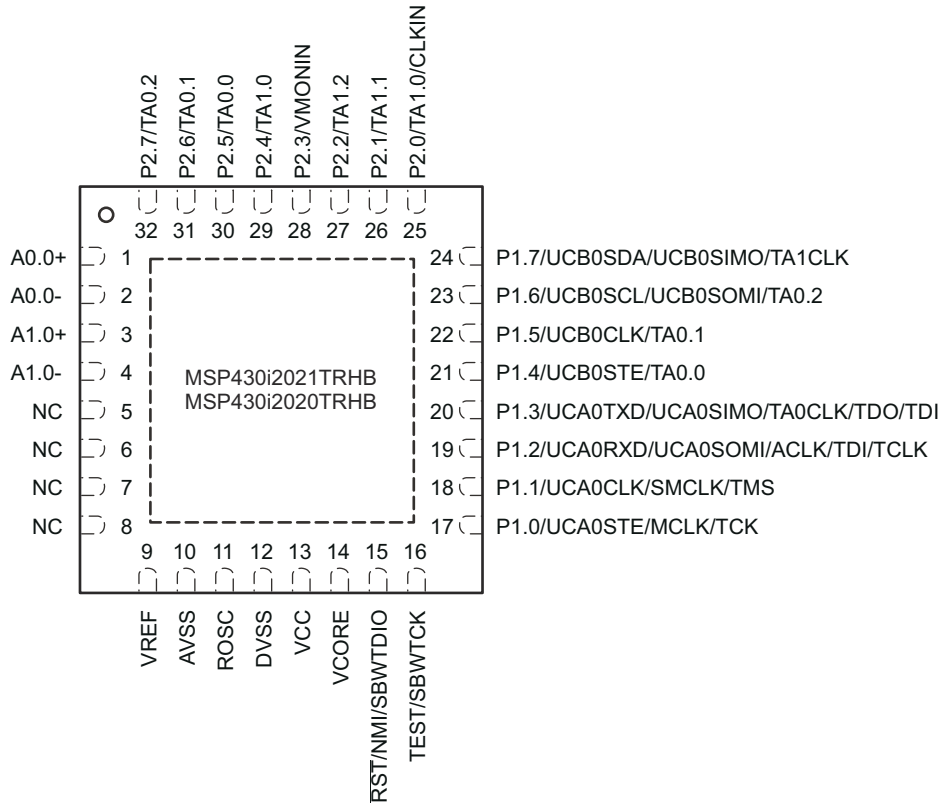 P2.7/TA0.2
P2.6/TA0.1
P2.5/TA0.0
P2.4/TA1.0
P2.3/VMONIN
P2.2/TA1.2
P2.1/TA1.1
P2.0/TA1.0/CLKIN
32 31 30 29 28 27 26 25
A0.0+ 1
A0.0- 2
A1.0+ 3
A1.0- 4
NC 5
NC 6
NC 7
NC 8
MSP430i2021TRHB
MSP430i2020TRHB
24 P1.7/UCB0SDA/UCB0SIMO/TA1CLK
23 P1.6/UCB0SCL/UCB0SOMI/TA0.2
22 P1.5/UCB0CLK/TA0.1
21 P1.4/UCB0STE/TA0.0
20 P1.3/UCA0TXD/UCA0SIMO/TA0CLK/TDO/TDI
19 P1.2/UCA0RXD/UCA0SOMI/ACLK/TDI/TCLK
18 P1.1/UCA0CLK/SMCLK/TMS
17 P1.0/UCA0STE/MCLK/TCK
9 10 11 12 13 14 15 16
VREF
AVSS
ROSC
DVSS
VCC
VCORE
RST/NMI/SBWTDIO
TEST/SBWTCK